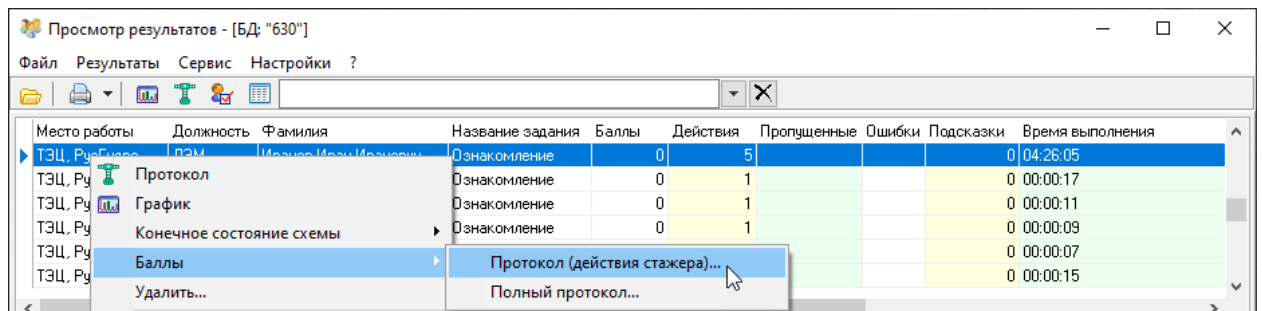 Просмотр результатов - [БД: "630"]
Файл Результаты Сервис Настройки ?
Место работы Должность Фамилия Название задания Баллы Действия Пропущенные Ошибки Подсказки Время выполнения
ТЭЦ, Ознакомление 0 5 0 04:26:05
ТЭЦ, Ру Ознакомление 0 1 0 00:00:17
Протокол
ТЭЦ, Ру Ознакомление 0 1 0 00:00:11
График
ТЭЦ, Ру Ознакомление 0 1 0 00:00:09
Конечное состояние схемы
ТЭЦ, Ру 0 00:00:07
Баллы Протокол (действия стажера)...
ТЭЦ, Ру 0 00:00:15
Удалить... Полный протокол...